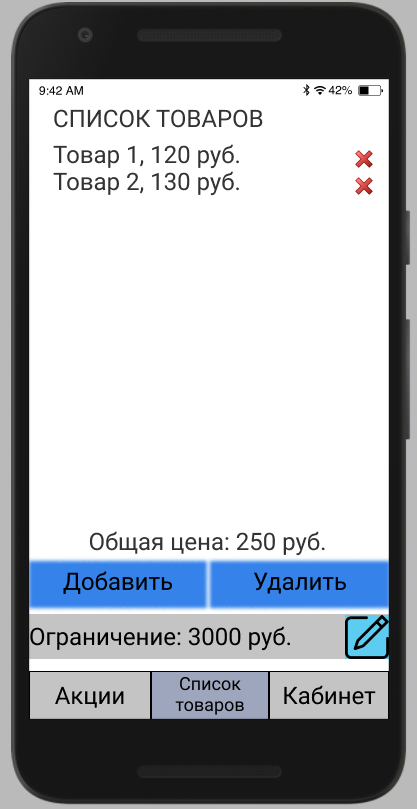 9:42 AM 42%
СПИСОК ТОВАРОВ
Товар 1, 120 руб.
Товар 2, 130 руб.
Общая цена: 250 руб.
Добавить Удалить
Ограничение: 3000 руб.
Акции Список товаров Кабинет